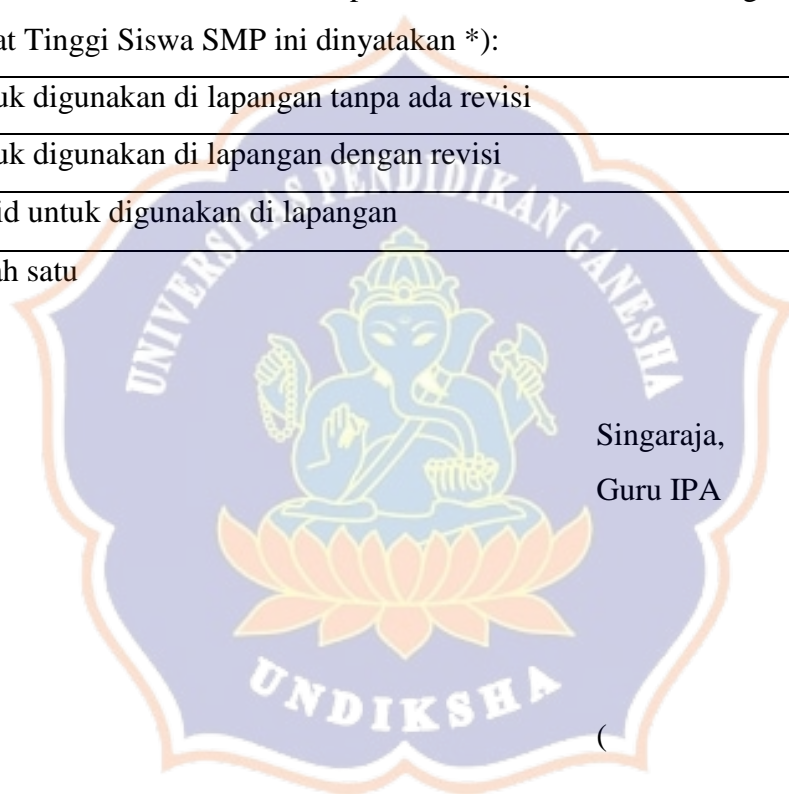 at Tinggi Siswa SMP ini dinyatakan *):
uk digunakan di lapangan tanpa ada revisi
uk digunakan di lapangan dengan revisi
id untuk digunakan di lapangan
ah satu
UNIVERSITAS PENDIDIKAN GANESHA
Singaraja,
Guru IPA
UNDIKSHA
(